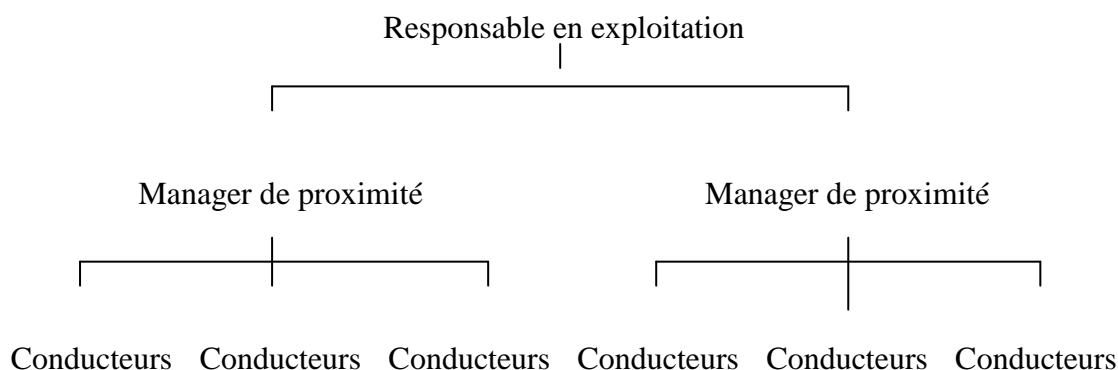 Responsable en exploitation
Manager de proximité Manager de proximité
Conducteurs Conducteurs Conducteurs Conducteurs Conducteurs Conducteurs